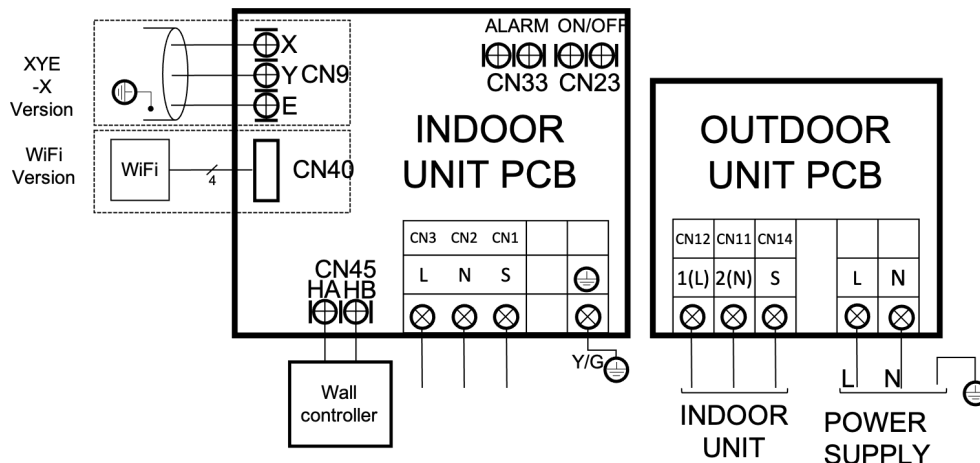 XYE
-X
Version
X
Y CN9
E
WiFi
Version
WiFi
4
CN40
ALARM ON/OFF
CN33 CN23
INDOOR
UNIT PCB
CN3 CN2 CN1
L N S
CN45
HA HB
Wall
controller
Y/G
OUTDOOR
UNIT PCB
CN12 CN11 CN14
1(L) 2(N) S L N
L N
INDOOR
UNIT
POWER
SUPPLY